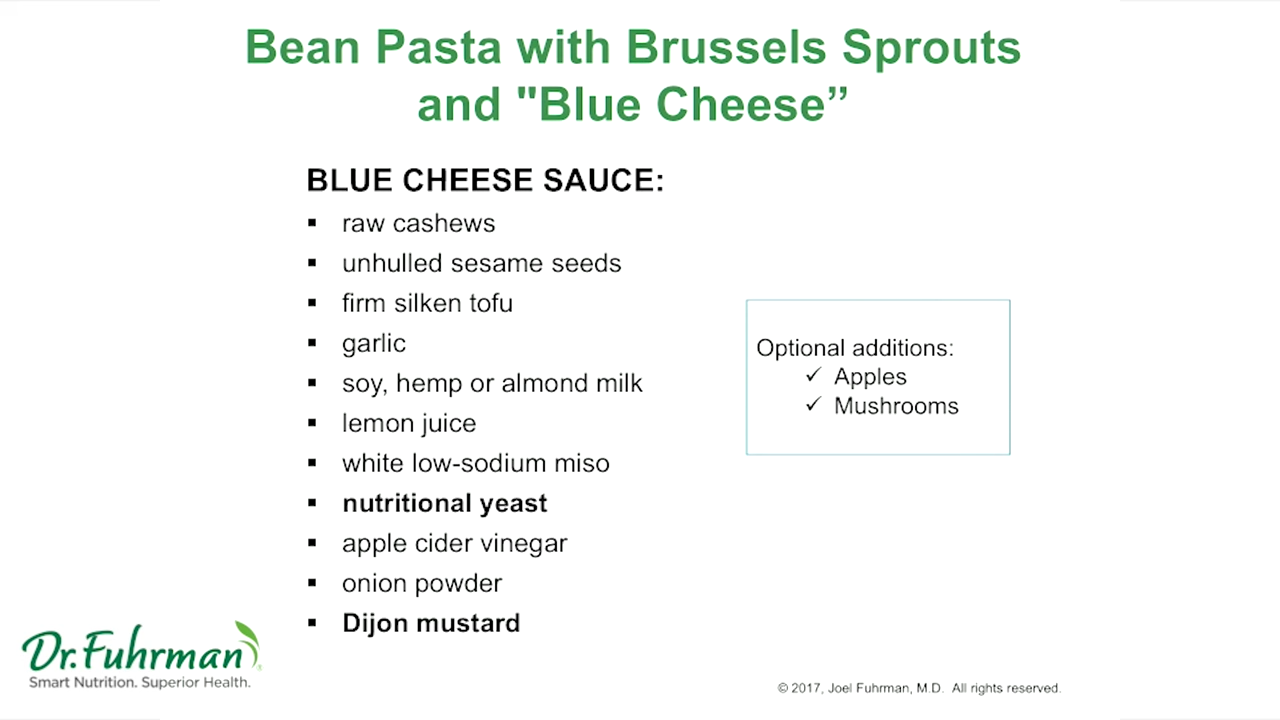 Bean Pasta with Brussels Sprouts
and "Blue Cheese”
BLUE CHEESE SAUCE:
▪ raw cashews
▪ unhulled sesame seeds
▪ firm silken tofu
▪ garlic
▪ soy, hemp or almond milk
▪ lemon juice
▪ white low-sodium miso
▪ nutritional yeast
▪ apple cider vinegar
▪ onion powder
▪ Dijon mustard
Optional additions:
✓ Apples
✓ Mushrooms
Dr.Fuhrman
Smart Nutrition. Superior Health.
© 2017, Joel Fuhrman, M.D. All rights reserved.